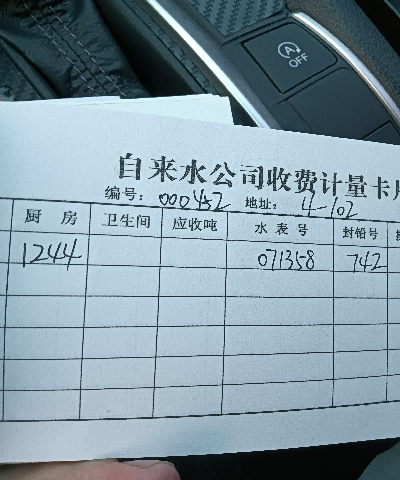 A
OFF
自来水公司收费计量卡片
编号: 000452 地址: 4-102
厨 房 卫生间 应收吨 水 表 号 封铅号
1244 071358 742